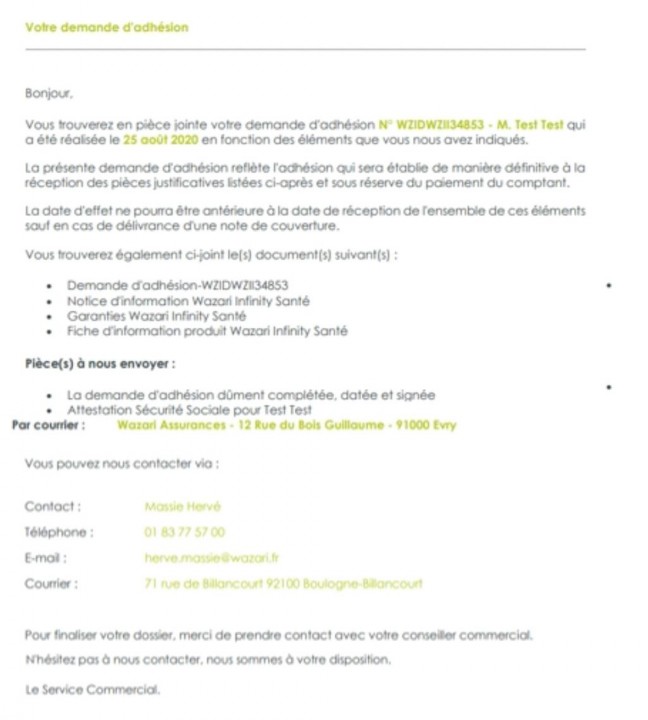 Votre demande d'adhésion
Bonjour,
Vous trouverez en pièce jointe votre demande d'adhésion N° WZIDWZII34853 - M. Test Test qui
a été réalisée le 25 août 2020 en fonction des éléments que vous nous avez indiqués.
La présente demande d'adhésion reflète l'adhésion qui sera établie de manière définitive à la
réception des pièces justificatives listées ci-après et sous réserve du paiement du comptant.
La date d'effet ne pourra être antérieure à la date de réception de l'ensemble de ces éléments
sauf en cas de délivrance d'une note de couverture.
Vous trouverez également ci-joint le(s) document(s) suivant(s) :
• Demande d'adhésion-WZIDWZII34853
• Notice d'information Wazari Infinity Santé
• Garanties Wazari Infinity Santé
• Fiche d'information produit Wazari Infinity Santé
Pièce(s) à nous envoyer :
• La demande d'adhésion dûment complétée, datée et signée
• Attestation Sécurité Sociale pour Test Test
Par courrier : Wazari Assurances - 12 Rue du Bois Guillaume - 91000 Evry
Vous pouvez nous contacter via :
Contact : Massie Hervé
Téléphone : 01 83 77 57 00
E-mail : herve.massie@wazari.fr
Courrier : 71 rue de Billancourt 92100 Boulogne-Billancourt
Pour finaliser votre dossier, merci de prendre contact avec votre conseiller commercial.
N'hésitez pas à nous contacter, nous sommes à votre disposition.
Le Service Commercial.